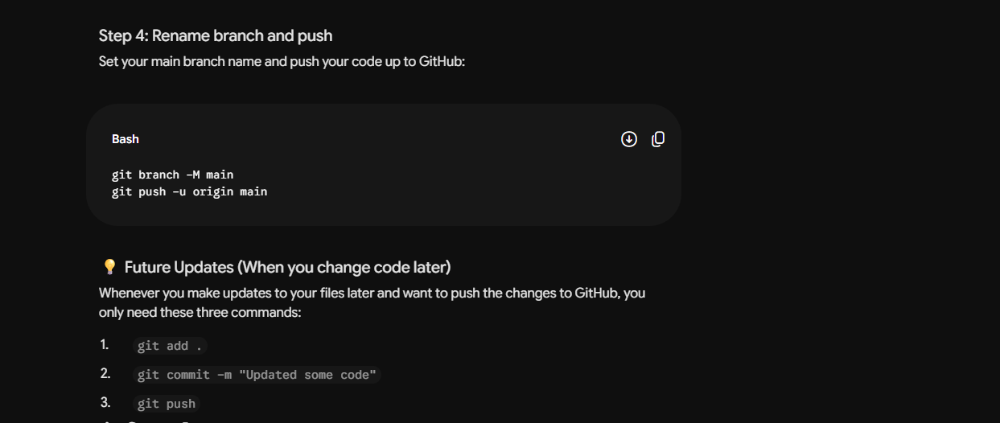 Step 4: Rename branch and push
Set your main branch name and push your code up to GitHub:
Bash
git branch -M main
git push -u origin main
💡 Future Updates (When you change code later)
Whenever you make updates to your files later and want to push the changes to GitHub, you
only need these three commands:
1. git add .
2. git commit -m "Updated some code"
3. git push